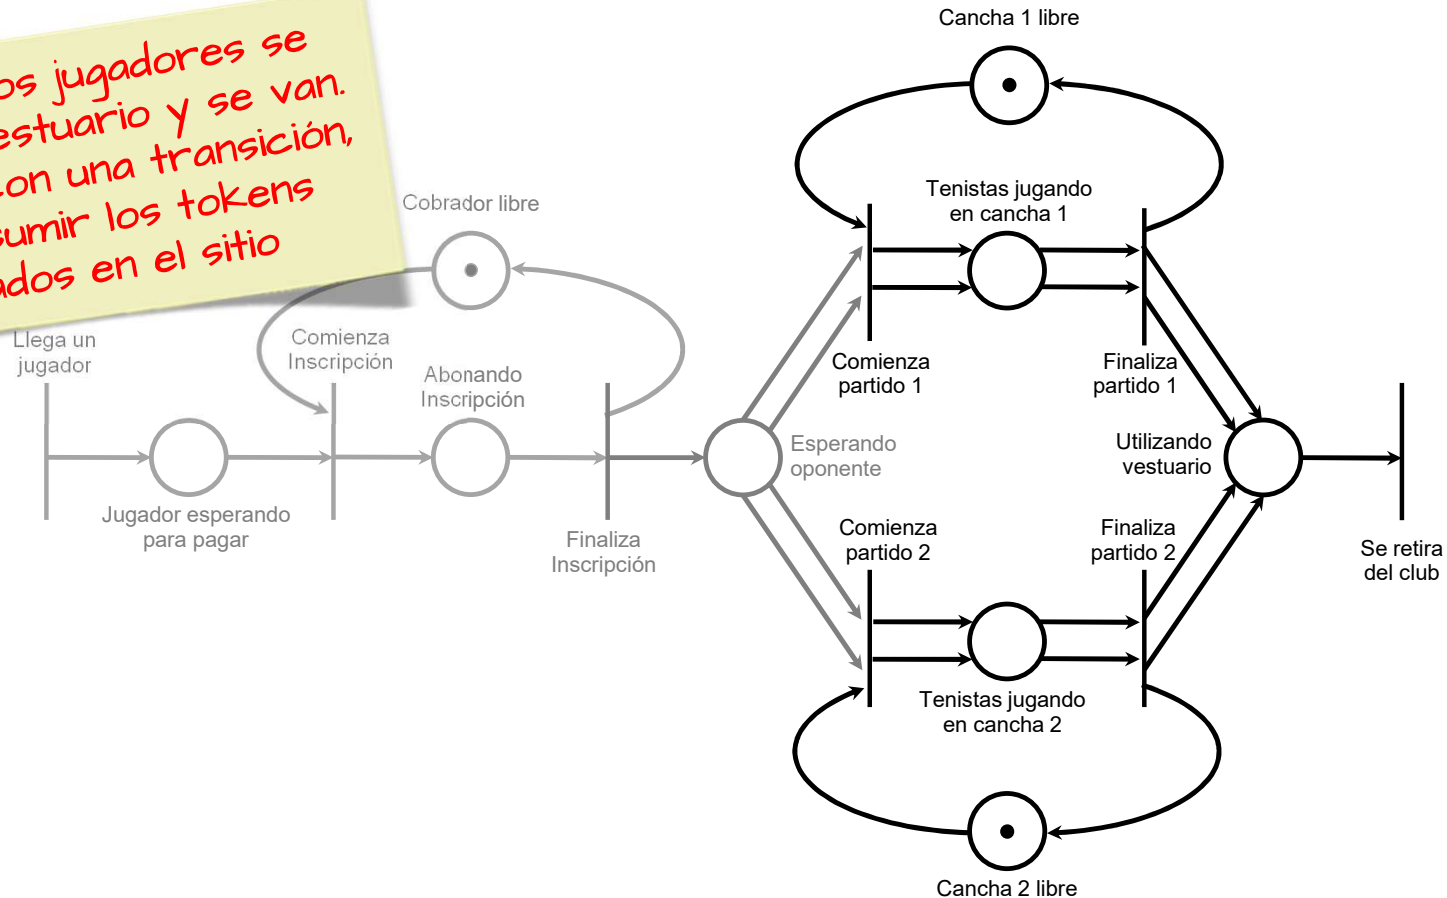 os jugadores se
estuario y se van.
con una transición,
sumir los tokens
ados en el sitio
Cancha 1 libre
Tenistas jugando
en cancha 1
Cobrador libre
Llega un
jugador
Comienza
Inscripción
Abonando
Inscripción
Comienza
partido 1
Finaliza
partido 1
Esperando
oponente
Utilizando
vestuario
Jugador esperando
para pagar
Finaliza
Inscripción
Comienza
partido 2
Finaliza
partido 2
Se retira
del club
Tenistas jugando
en cancha 2
Cancha 2 libre